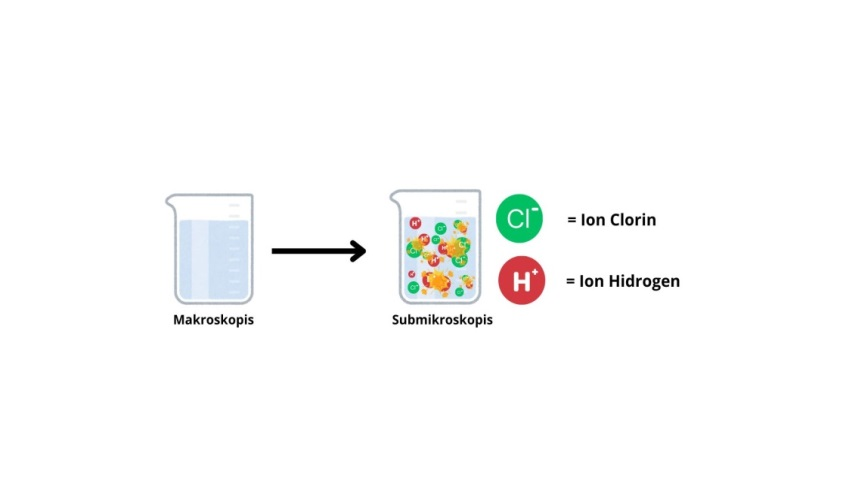 Cl-
= Ion Clorin
H+
= Ion Hidrogen
Makroskopis
Submikroskopis